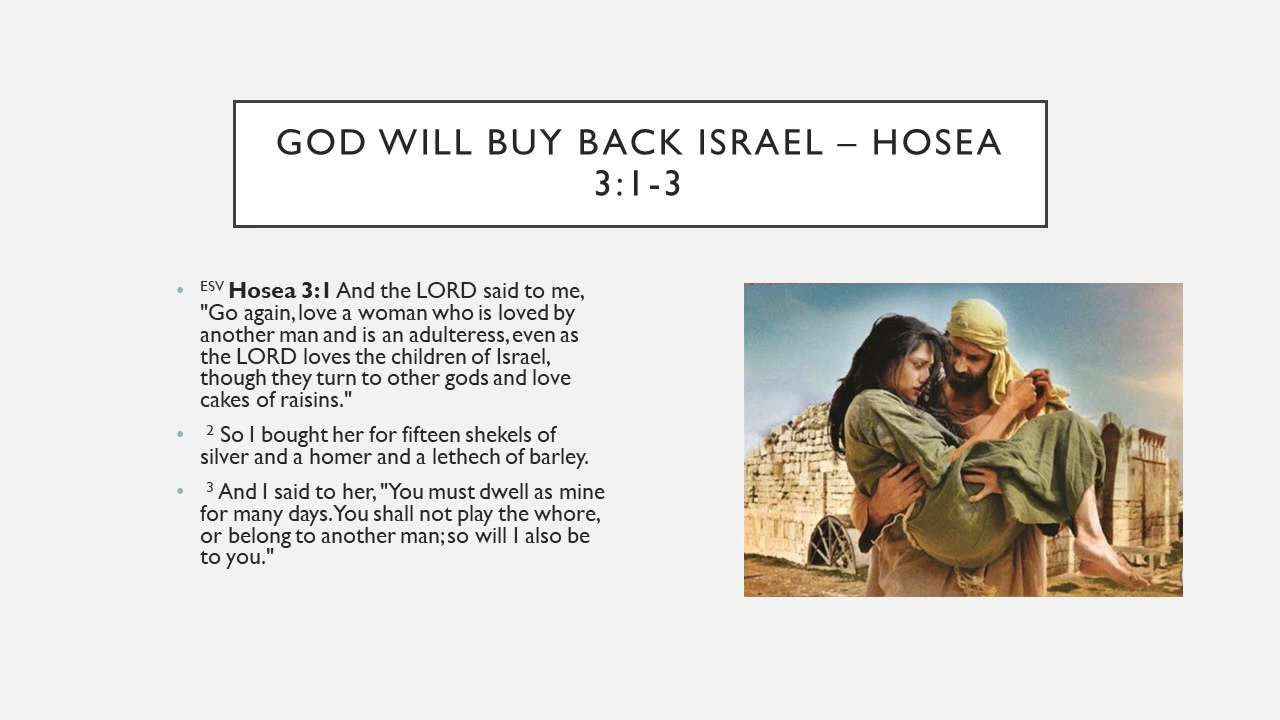 GOD WILL BUY BACK ISRAEL – HOSEA
3:1-3
• ESV Hosea 3:1 And the LORD said to me,
"Go again, love a woman who is loved by
another man and is an adulteress, even as
the LORD loves the children of Israel,
though they turn to other gods and love
cakes of raisins."
• 2 So I bought her for fifteen shekels of
silver and a homer and a lethech of barley.
• 3 And I said to her, "You must dwell as mine
for many days. You shall not play the whore,
or belong to another man; so will I also be
to you."